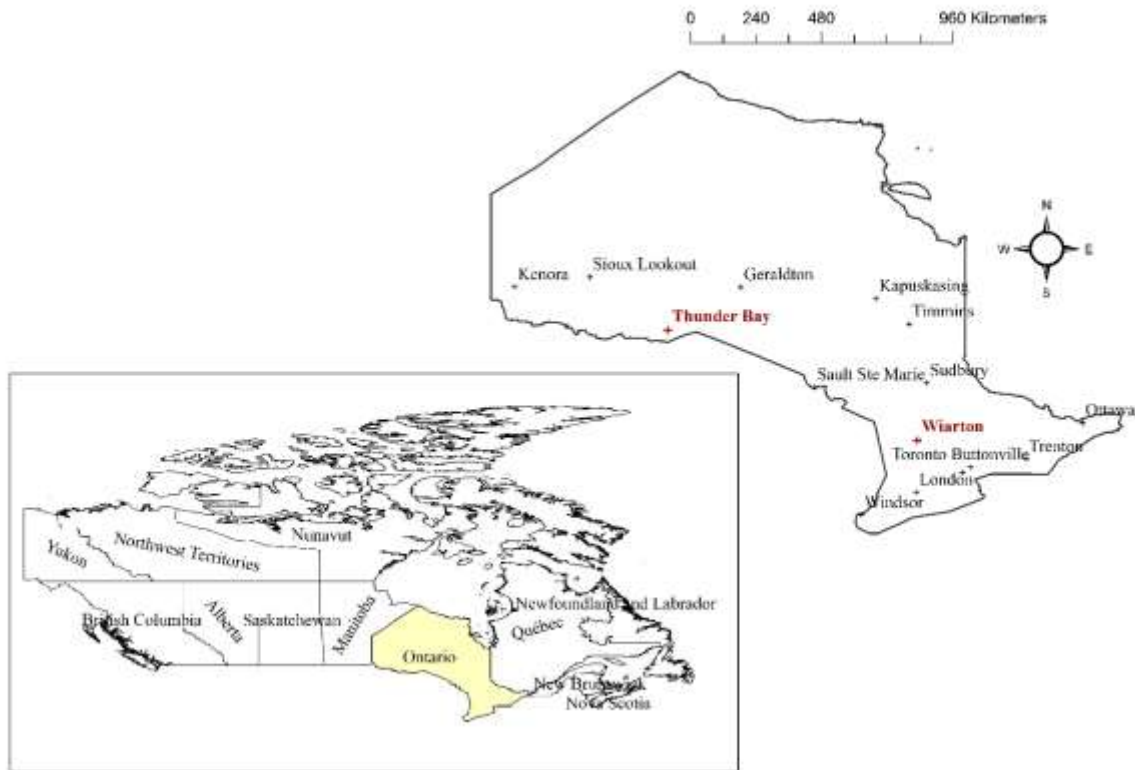 0 240 480 960 Kilometers
N
W E
S
Sioux Lookout
Kenora
Geraldton
Kapuskasing
Thunder Bay
Timmins
Sault Ste Marie
Sudbury
Ottawa
Wiarton
Toronto Buttonville
Trenton
London
Windsor
Nunavut
Yukon
Northwest Territories
Newfoundland and Labrador
British Columbia
Alberta
Saskatchewan
Manitoba
Québec
Ontario
New Brunswick
Nova Scotia